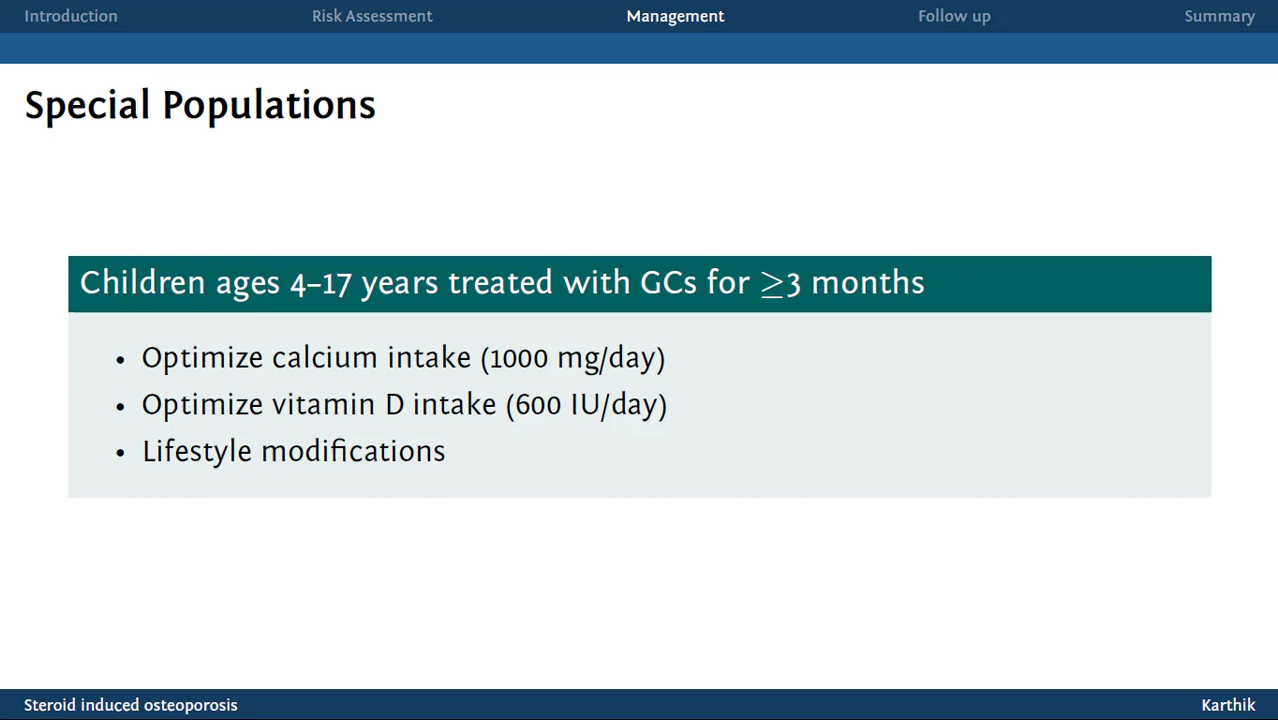 Introduction Risk Assessment Management Follow up Summary
Special Populations
Children ages 4–17 years treated with GCs for ≥3 months
• Optimize calcium intake (1000 mg/day)
• Optimize vitamin D intake (600 IU/day)
• Lifestyle modifications
Steroid induced osteoporosis Karthik